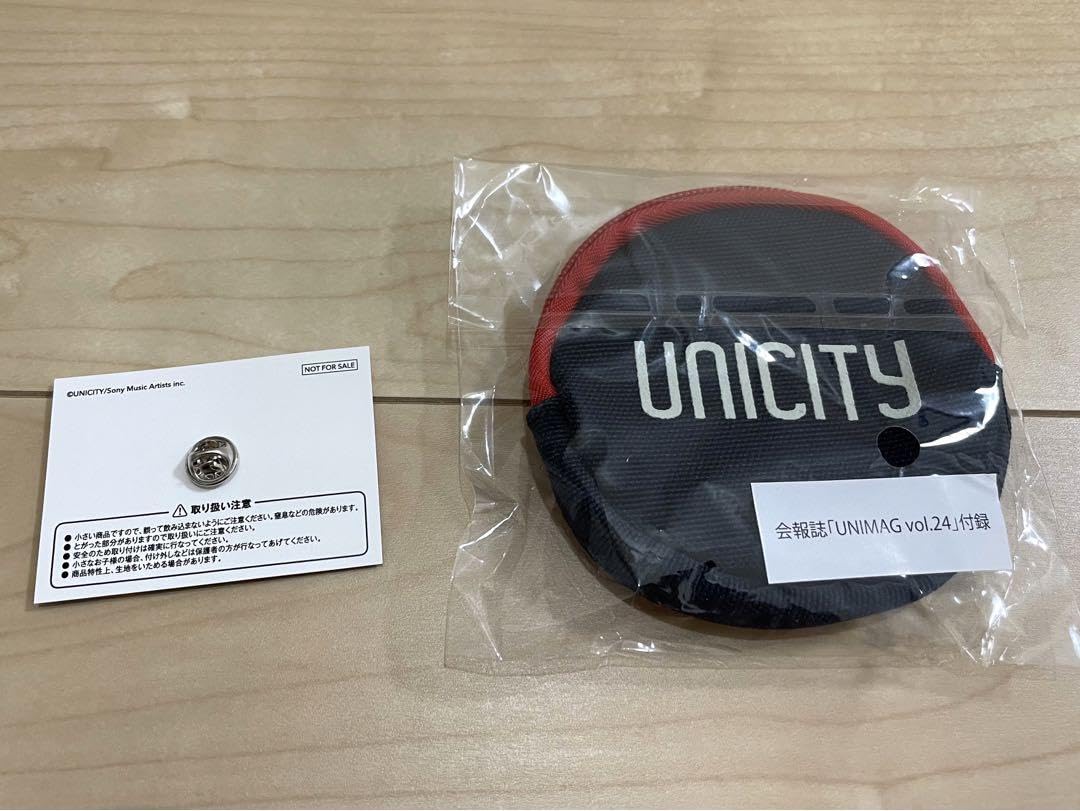 NOT FOR SALE
©UNICITY/Sony Music Artists inc.
⚠ 取り扱い注意
● 小さい商品ですので、誤って飲み込まないようにご注意ください。窒息などの危険があります。
● とがった部分がありますので取り扱いにご注意ください。
● 安全のため取り付けは確実に行なってください。
● 小さなお子様の場合、付け外しなどは保護者の方が行なってあげてください。
● 商品特性上、生地をいためる場合があります。
UNICITY
会報誌「UNIMAG vol.24」付録